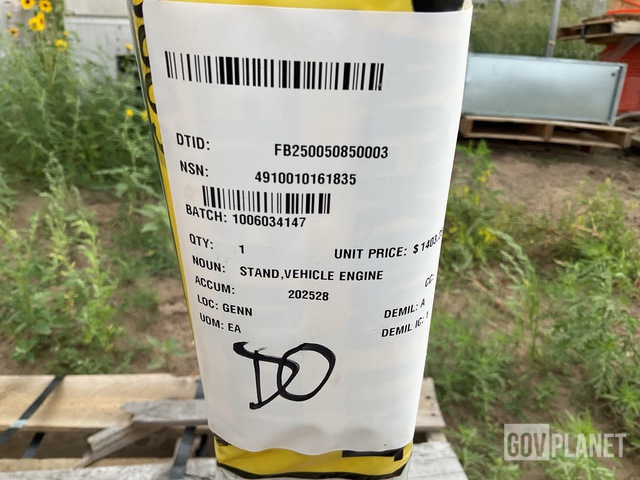 DTID: FB250050850003
NSN: 4910010161835
BATCH: 1006034147
QTY: 1 UNIT PRICE: $ 1403.
NOUN: STAND,VEHICLE ENGINE
ACCUM: 202528 CC:
LOC: GENN DEMIL: A
UOM: EA DEMIL IC: 1
DO
GOVPLANET